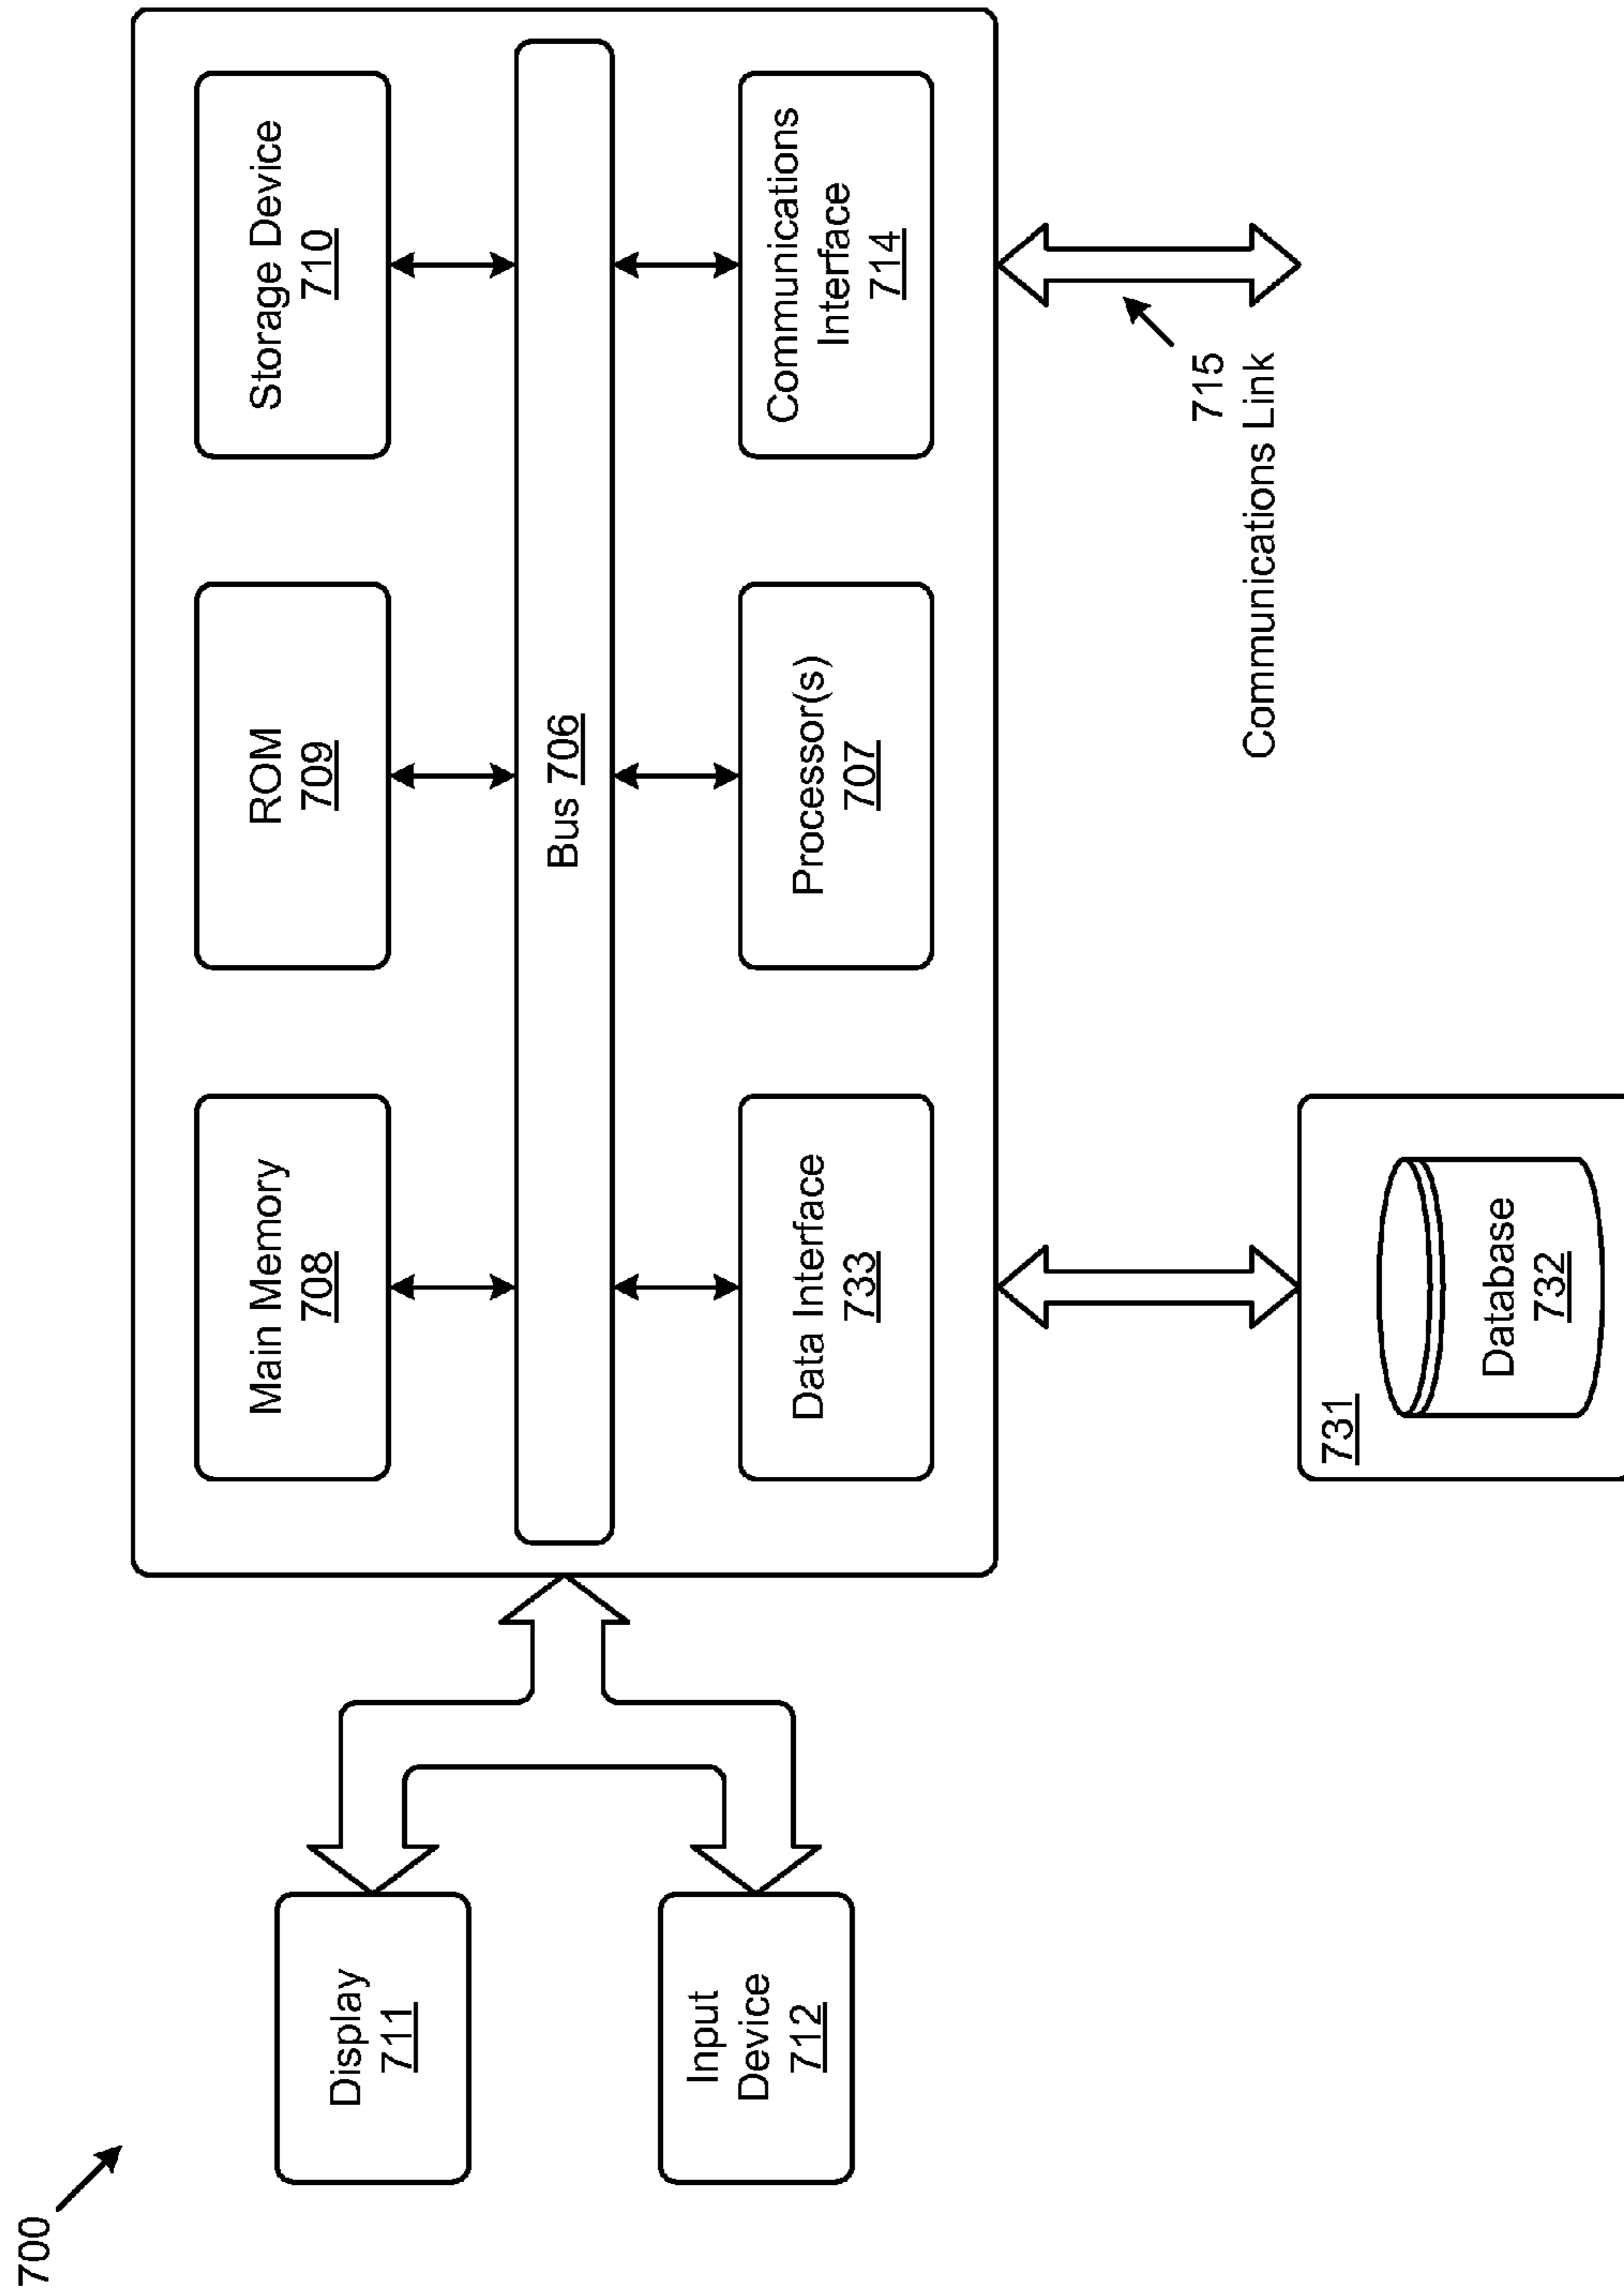 700
Display
711
Input
Device
712
Main Memory
708
ROM
709
Storage Device
710
Bus 706
Data Interface
733
Processor(s)
707
Communications
Interface
714
715
Communications Link
731
Database
732